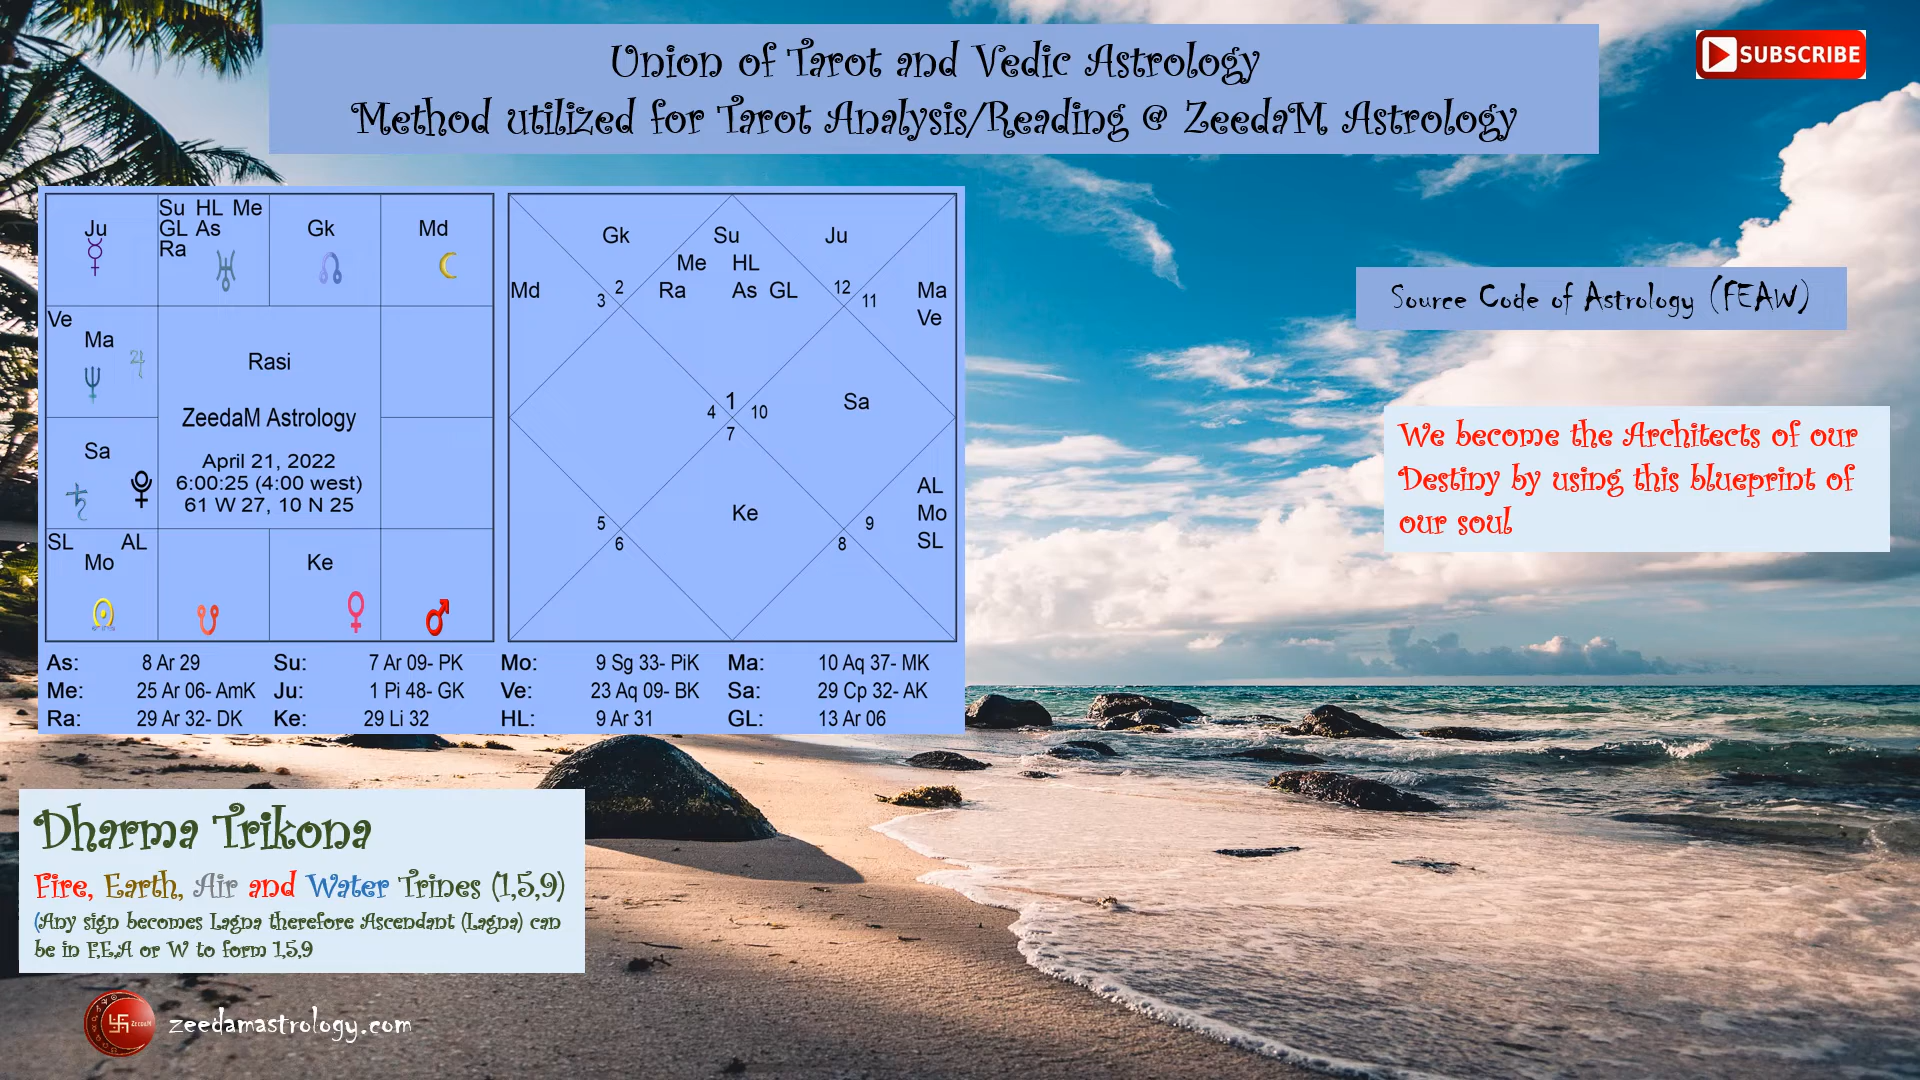 Union of Tarot and Vedic Astrology
Method utilized for Tarot Analysis/Reading @ ZeedaM Astrology
SUBSCRIBE
Ju
Su HL Me
GL As
Ra
Gk
Md
Ve
Ma
Rasi
ZeedaM Astrology
April 21, 2022
6:00:25 (4:00 west)
61 W 27, 10 N 25
Sa
SL AL
Mo
Ke
Gk Su Ju
Me HL
Md 3 2 Ra As GL 12 11 Ma
Ve
1 Sa
4 10
7
AL
5 Ke 9 Mo
6 8 SL
As: 8 Ar 29 Su: 7 Ar 09- PK Mo: 9 Sg 33- PiK Ma: 10 Aq 37- MK
Me: 25 Ar 06- AmK Ju: 1 Pi 48- GK Ve: 23 Aq 09- BK Sa: 29 Cp 32- AK
Ra: 29 Ar 32- DK Ke: 29 Li 32 HL: 9 Ar 31 GL: 13 Ar 06
Source Code of Astrology (FEAW)
We become the Architects of our
Destiny by using this blueprint of
our soul
Dharma Trikona
Fire, Earth, Air and Water Trines (1,5,9)
(Any sign becomes Lagna therefore Ascendant (Lagna) can
be in F,E,A or W to form 1,5,9
ZeedaM
zeedamastrology.com